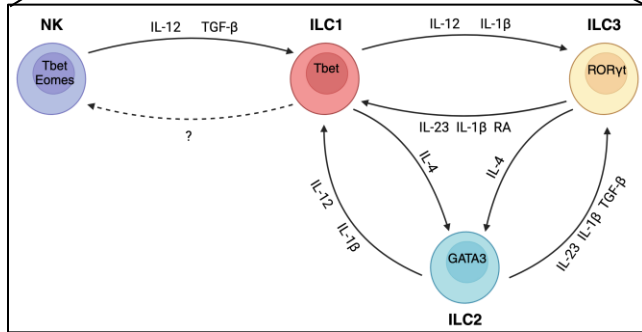 NK
IL-12 TGF-β
ILC1
IL-12 IL-1β
ILC3
Tbet
Eomes
Tbet
RORγt
?
IL-23 IL-1β RA
IL-4
IL-4
IL-12
IL-1β
IL-23 IL-1β TGF-β
GATA3
ILC2